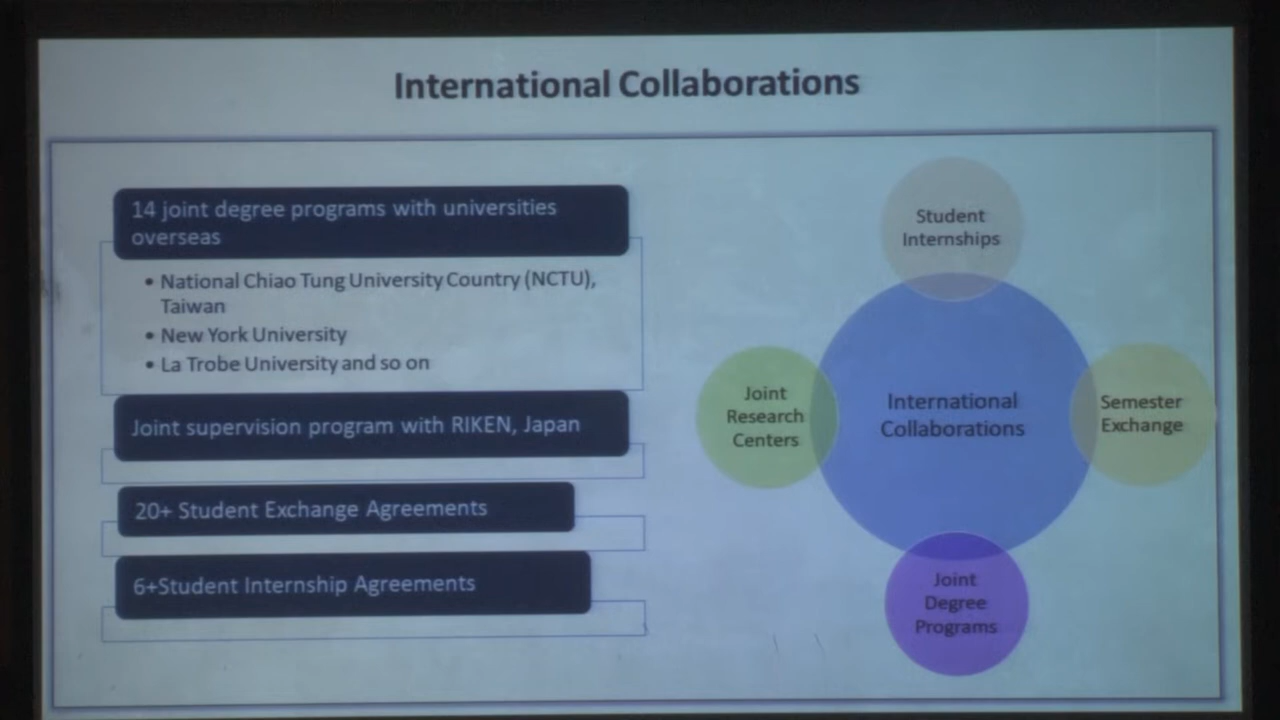 International Collaborations
14 joint degree programs with universities
overseas
• National Chiao Tung University Country (NCTU),
Taiwan
• New York University
• La Trobe University and so on
Joint supervision program with RIKEN, Japan
20+ Student Exchange Agreements
6+Student Internship Agreements
Student
Internships
Joint
Research
Centers
International
Collaborations
Semester
Exchange
Joint
Degree
Programs